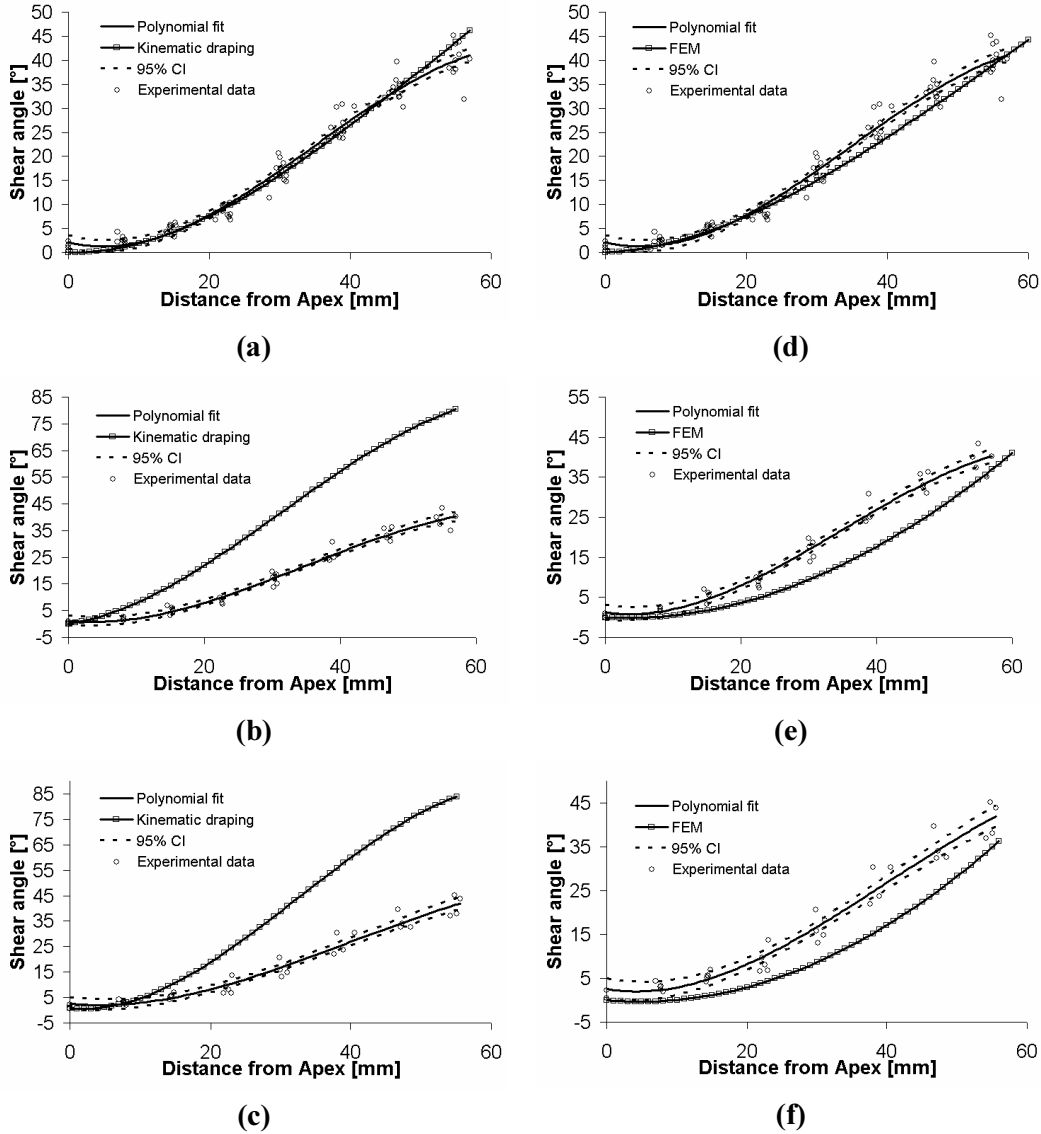 50
45
40
35
30
25
20
15
10
5
0
Shear angle [°]
Polynomial fit
Kinematic draping
95% CI
Experimental data
0 20 40 60
Distance from Apex [mm]
(a)
50
45
40
35
30
25
20
15
10
5
0
Shear angle [°]
Polynomial fit
FEM
95% CI
Experimental data
0 20 40 60
Distance from Apex [mm]
(d)
85
75
65
55
45
35
25
15
5
-5
Shear angle [°]
Polynomial fit
Kinematic draping
95% CI
Experimental data
0 20 40 60
Distance from Apex [mm]
(b)
55
45
35
25
15
5
-5
Shear angle [°]
Polynomial fit
FEM
95% CI
Experimental data
0 20 40 60
Distance from Apex [mm]
(e)
85
75
65
55
45
35
25
15
5
-5
Shear angle [°]
Polynomial fit
Kinematic draping
95% CI
Experimental data
0 20 40 60
Distance from Apex [mm]
(c)
45
35
25
15
5
-5
Shear angle [°]
Polynomial fit
FEM
95% CI
Experimental data
0 20 40 60
Distance from Apex [mm]
(f)